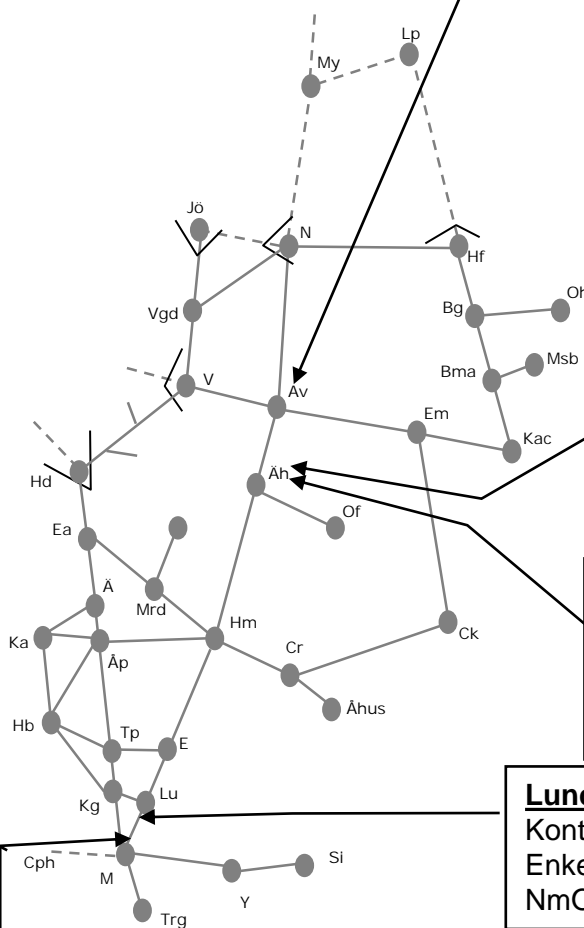 Lp
My
Jö
N
Hf
Vgd
Bg
Oh
Msb
Bma
V
Av
Em
Kac
Hd
Äh
Of
Ea
Ä
Mrd
Hm
Ck
Ka
Åp
Cr
Åhus
Hb
Tp
E
Kg
Lu
Cph
M
Si
Y
Trg
Lund
Kont
Enke